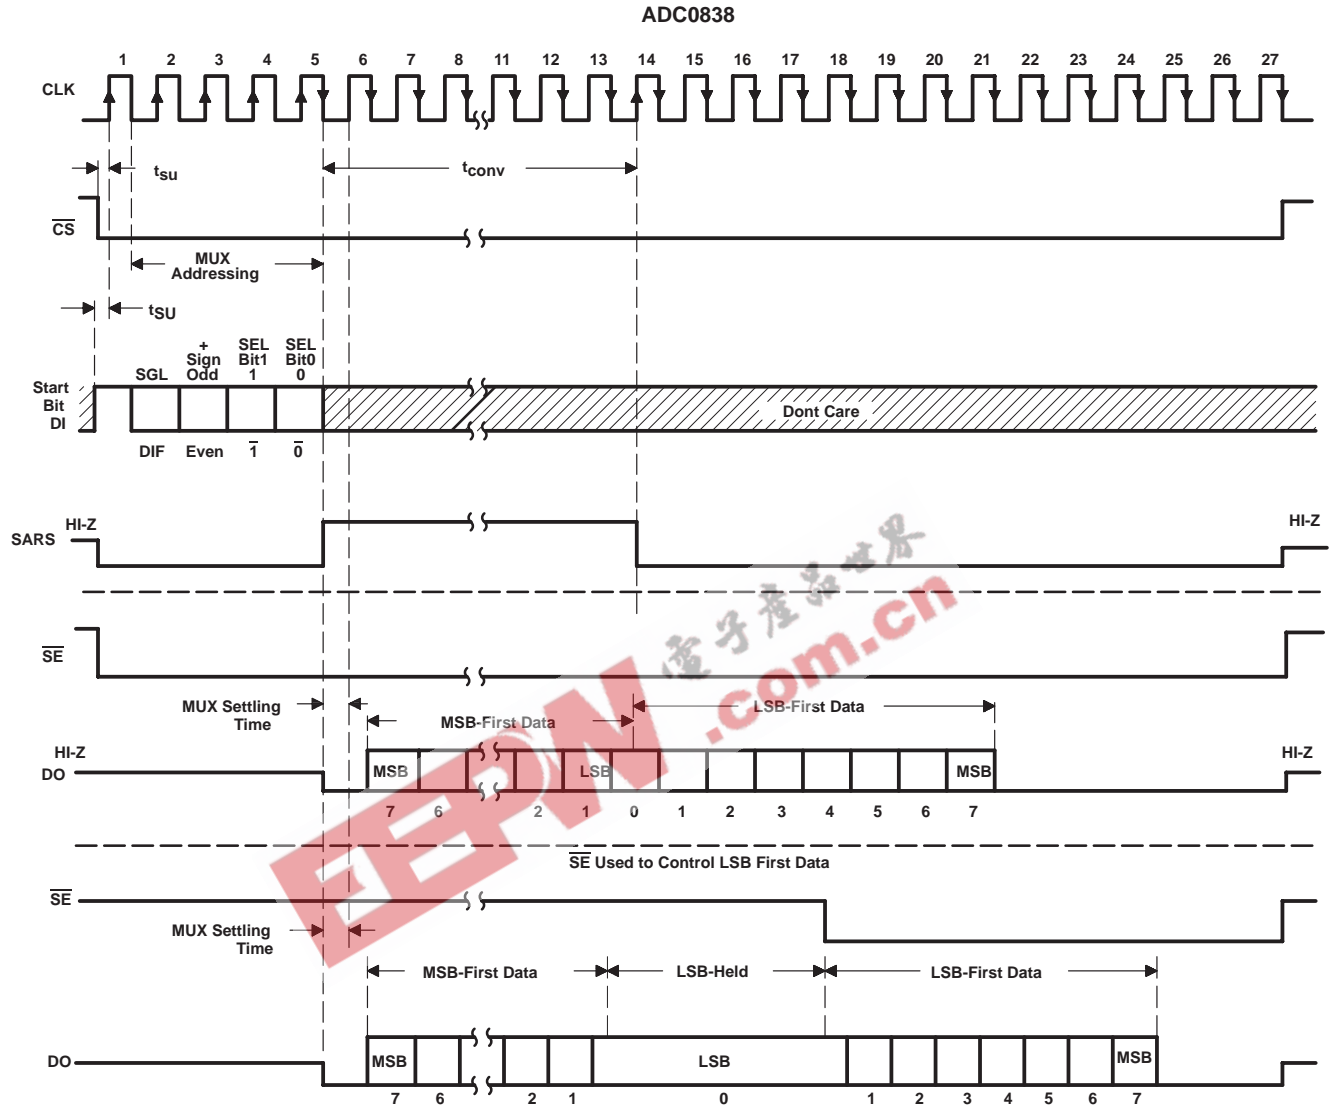 ADC0838
1 2 3 4 5 6 7 8 11 12 13 14 15 16 17 18 19 20 21 22 23 24 25 26 27
CLK
tsu
tconv
CS
MUX
Addressing
tSU
+ SEL SEL
Sign Bit1 Bit0
SGL Odd 1 0
Start
Bit
DI
Dont Care
DIF Even 1 0
HI-Z
SARS
HI-Z
SE
MUX Settling
Time
MSB-First Data
LSB-First Data
HI-Z
DO
MSB LSB MSB
HI-Z
7 6 2 1 0 1 2 3 4 5 6 7
SE Used to Control LSB First Data
SE
MUX Settling
Time
MSB-First Data
LSB-Held
LSB-First Data
DO
MSB LSB MSB
7 6 2 1 0 1 2 3 4 5 6 7
電子產品世界
EEPW
.com.cn